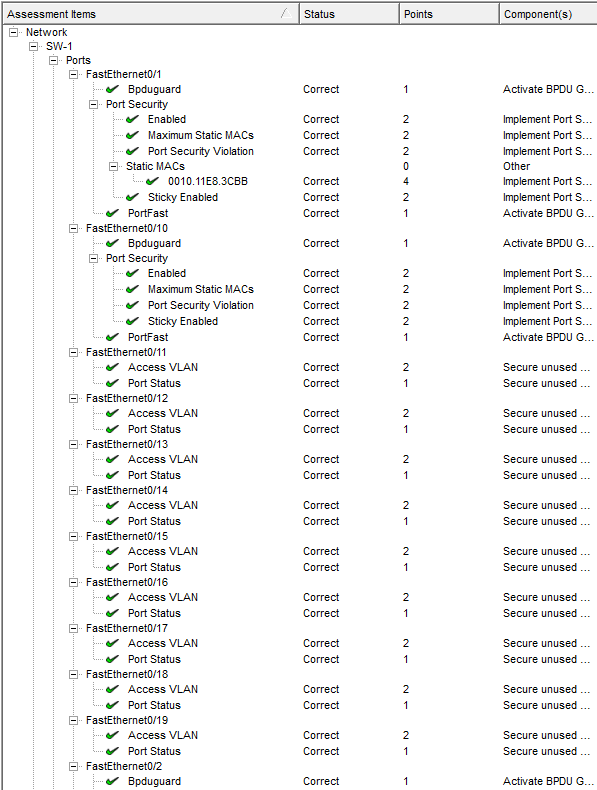 Assessment Items Status Points Component(s)
Network
SW-1
Ports
FastEthernet0/1
Bpduguard Correct 1 Activate BPDU G...
Port Security
Enabled Correct 2 Implement Port S...
Maximum Static MACs Correct 2 Implement Port S...
Port Security Violation Correct 2 Implement Port S...
Static MACs 0 Other
0010.11E8.3CBB Correct 4 Implement Port S...
Sticky Enabled Correct 2 Implement Port S...
PortFast Correct 1 Activate BPDU G...
FastEthernet0/10
Bpduguard Correct 1 Activate BPDU G...
Port Security
Enabled Correct 2 Implement Port S...
Maximum Static MACs Correct 2 Implement Port S...
Port Security Violation Correct 2 Implement Port S...
Sticky Enabled Correct 2 Implement Port S...
PortFast Correct 1 Activate BPDU G...
FastEthernet0/11
Access VLAN Correct 2 Secure unused ...
Port Status Correct 1 Secure unused ...
FastEthernet0/12
Access VLAN Correct 2 Secure unused ...
Port Status Correct 1 Secure unused ...
FastEthernet0/13
Access VLAN Correct 2 Secure unused ...
Port Status Correct 1 Secure unused ...
FastEthernet0/14
Access VLAN Correct 2 Secure unused ...
Port Status Correct 1 Secure unused ...
FastEthernet0/15
Access VLAN Correct 2 Secure unused ...
Port Status Correct 1 Secure unused ...
FastEthernet0/16
Access VLAN Correct 2 Secure unused ...
Port Status Correct 1 Secure unused ...
FastEthernet0/17
Access VLAN Correct 2 Secure unused ...
Port Status Correct 1 Secure unused ...
FastEthernet0/18
Access VLAN Correct 2 Secure unused ...
Port Status Correct 1 Secure unused ...
FastEthernet0/19
Access VLAN Correct 2 Secure unused ...
Port Status Correct 1 Secure unused ...
FastEthernet0/2
Bpduguard Correct 1 Activate BPDU G...